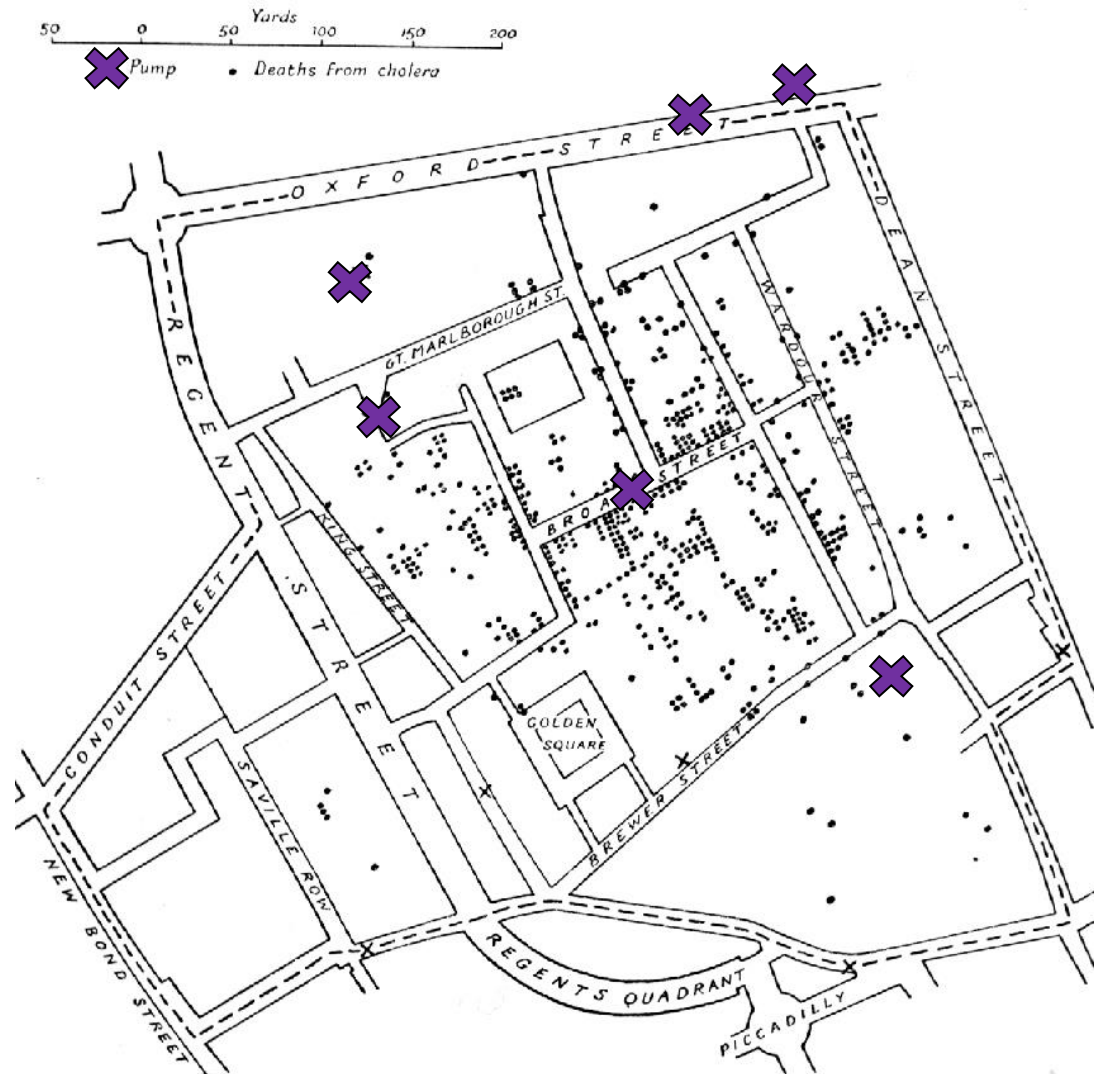 Yards
50 0 50 100 200
Pump Deaths from cholera
OXFORD STREET
DEAN STREET
REGENT STREET
GT. MARLBOROUGH ST.
WARDOUR STREET
BROAD STREET
KING STREET
CONDUIT STREET
GOLDEN
SQUARE
SAVILLE ROW
BREWER STREET
NEW BOND STREET
REGENTS QUADRANT
PICCADILLY